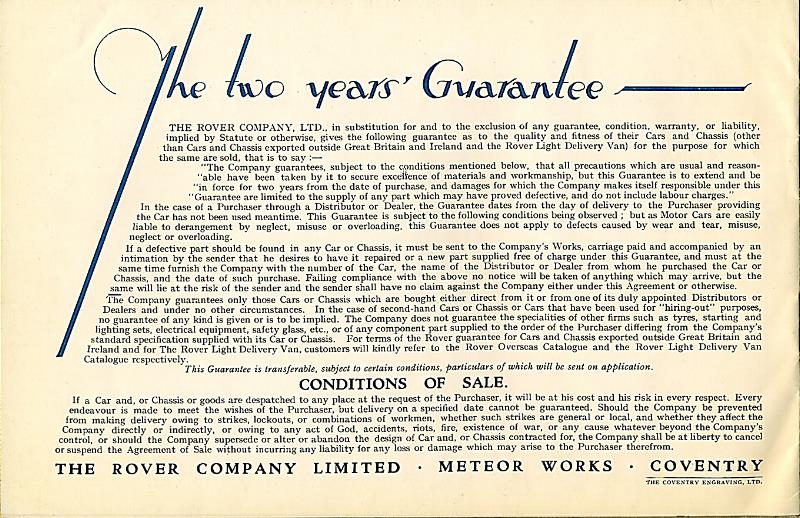 The two years' Guarantee
THE ROVER COMPANY, LTD., in substitution for and to the exclusion of any guarantee, condition, warranty, or liability,
implied by Statute or otherwise, gives the following guarantee as to the quality and fitness of their Cars and Chassis (other
than Cars and Chassis exported outside Great Britain and Ireland and the Rover Light Delivery Van) for the purpose for which
the same are sold, that is to say :—
"The Company guarantees, subject to the conditions mentioned below, that all precautions which are usual and reason-
"able have been taken by it to secure excellence of materials and workmanship, but this Guarantee is to extend and be
"in force for two years from the date of purchase, and damages for which the Company makes itself responsible under this
"Guarantee are limited to the supply of any part which may have proved defective, and do not include labour charges."
In the case of a Purchaser through a Distributor or Dealer, the Guarantee dates from the day of delivery to the Purchaser providing
the Car has not been used meantime. This Guarantee is subject to the following conditions being observed ; but as Motor Cars are easily
liable to derangement by neglect, misuse or overloading, this Guarantee does not apply to defects caused by wear and tear, misuse,
neglect or overloading.
If a defective part should be found in any Car or Chassis, it must be sent to the Company's Works, carriage paid and accompanied by an
intimation by the sender that he desires to have it repaired or a new part supplied free of charge under this Guarantee, and must at the
same time furnish the Company with the number of the Car, the name of the Distributor or Dealer from whom he purchased the Car or
Chassis, and the date of such purchase. Failing compliance with the above no notice will be taken of anything which may arrive, but the
same will lie at the risk of the sender and the sender shall have no claim against the Company either under this Agreement or otherwise.
The Company guarantees only those Cars or Chassis which are bought either direct from it or from one of its duly appointed Distributors or
Dealers and under no other circumstances. In the case of second-hand Cars or Chassis or Cars that have been used for "hiring-out" purposes,
no guarantee of any kind is given or is to be implied. The Company does not guarantee the specialities of other firms such as tyres, starting and
lighting sets, electrical equipment, safety glass, etc., or of any component part supplied to the order of the Purchaser differing from the Company's
standard specification supplied with its Car or Chassis. For terms of the Rover guarantee for Cars and Chassis exported outside Great Britain and
Ireland and for The Rover Light Delivery Van, customers will kindly refer to the Rover Overseas Catalogue and the Rover Light Delivery Van
Catalogue respectively.
This Guarantee is transferable, subject to certain conditions, particulars of which will be sent on application.
CONDITIONS OF SALE.
If a Car and, or Chassis or goods are despatched to any place at the request of the Purchaser, it will be at his cost and his risk in every respect. Every
endeavour is made to meet the wishes of the Purchaser, but delivery on a specified date cannot be guaranteed. Should the Company be prevented
from making delivery owing to strikes, lockouts, or combinations of workmen, whether such strikes are general or local, and whether they affect the
Company directly or indirectly, or owing to any act of God, accidents, riots, fire, existence of war, or any cause whatever beyond the Company's
control, or should the Company supersede or alter or abandon the design of Car and, or Chassis contracted for, the Company shall be at liberty to cancel
or suspend the Agreement of Sale without incurring any liability for any loss or damage which may arise to the Purchaser therefrom.
THE ROVER COMPANY LIMITED · METEOR WORKS · COVENTRY
THE COVENTRY ENGRAVING, LTD.